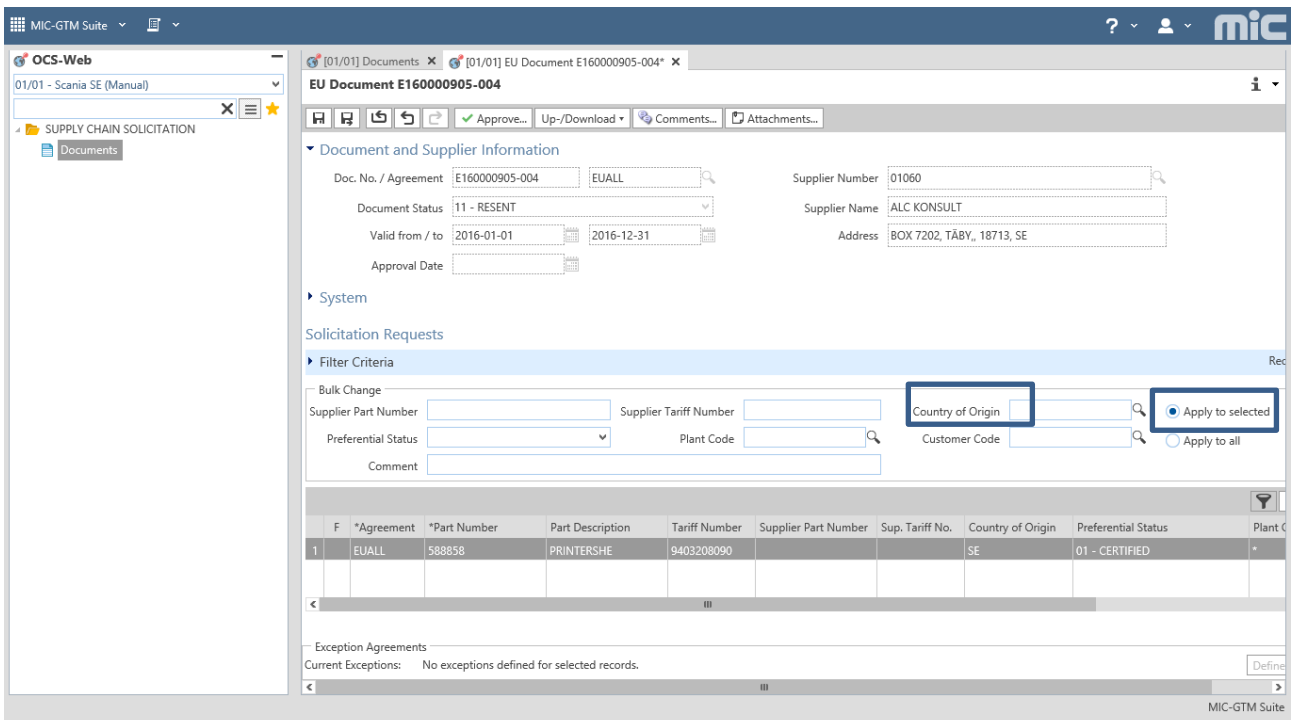 MIC-GTM Suite
? mic
OCS-Web
01/01 - Scania SE (Manual)
SUPPLY CHAIN SOLICITATION
Documents
[01/01] Documents X [01/01] EU Document E160000905-004* X
EU Document E160000905-004
i
Approve... Up-/Download Comments... Attachments...
Document and Supplier Information
Doc. No. / Agreement E160000905-004 EUALL Supplier Number 01060
Document Status 11 - RESENT Supplier Name ALC KONSULT
Valid from / to 2016-01-01 2016-12-31 Address BOX 7202, TÄBY,, 18713, SE
Approval Date
System
Solicitation Requests
Filter Criteria Rec
Bulk Change
Supplier Part Number Supplier Tariff Number Country of Origin Apply to selected
Preferential Status Plant Code Customer Code Apply to all
Comment
F *Agreement *Part Number Part Description Tariff Number Supplier Part Number Sup. Tariff No. Country of Origin Preferential Status Plant C
1 EUALL 588858 PRINTERSHE 9403208090 SE 01 - CERTIFIED *
Exception Agreements
Current Exceptions: No exceptions defined for selected records. Define
MIC-GTM Suite